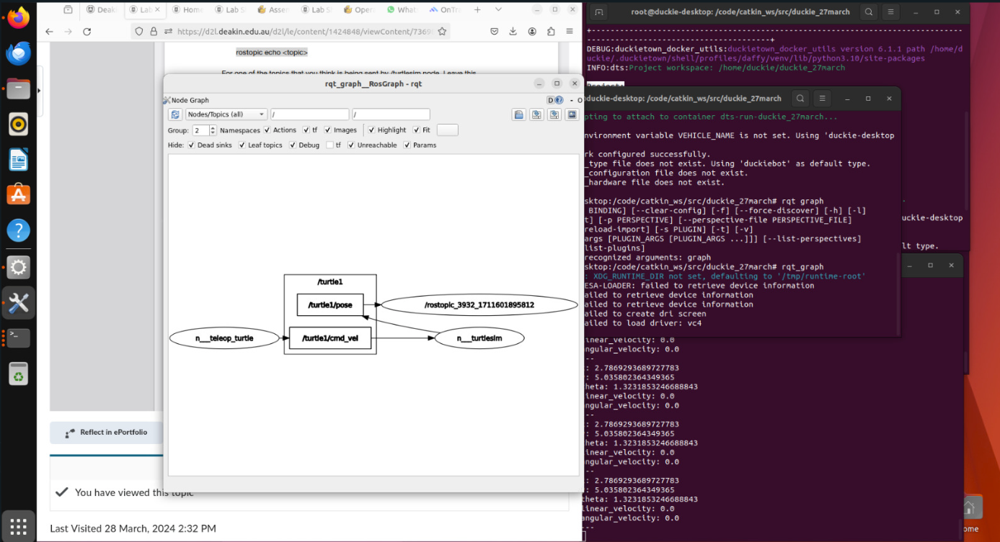 Deak
Lab
Home
Lab S
Assen
Lab S
Opera
What
OnTra
https://d2l.deakin.edu.au/d2l/le/content/1424848/viewContent/7369
rostopic echo <topic>
For one of the topics that you think is being sent by /turtlesim node. Leave this
rqt_graph__RosGraph - rqt
Node Graph
D
- O
Nodes/Topics (all)
/
/
Group: 2 Namespaces Actions tf Images Highlight Fit
Hide: Dead sinks Leaf topics Debug tf Unreachable Params
/turtle1
/turtle1/pose
/rostopic_3932_1711601895812
n___teleop_turtle
/turtle1/cmd_vel
n___turtlesim
Reflect in ePortfolio
You have viewed this topic
Last Visited 28 March, 2024 2:32 PM
root@duckie-desktop: /code/catkin_ws/src/duckie_27march
DEBUG:duckietown_docker_utils:duckietown_docker_utils version 6.1.1 path /home/d
uckie/.duckietown/shell/profiles/daffy/venv/lib/python3.10/site-packages
INFO:dts:Project workspace: /home/duckie/duckie_27march
Project:
duckie-desktop: /code/catkin_ws/src/duckie_27march
pting to attach to container dts-run-duckie_27march...
nvironment variable VEHICLE_NAME is not set. Using 'duckie-desktop
rk configured successfully.
_type file does not exist. Using 'duckiebot' as default type.
_configuration file does not exist.
_hardware file does not exist.
sktop:/code/catkin_ws/src/duckie_27march# rqt graph
BINDING] [--clear-config] [-f] [--force-discover] [-h] [-l]
t] [-p PERSPECTIVE] [--perspective-file PERSPECTIVE_FILE]
reload-import] [-s PLUGIN] [-t] [-v]
args [PLUGIN_ARGS [PLUGIN_ARGS ...]]] [--list-perspectives]
list-plugins]
recognized arguments: graph
sktop:/code/catkin_ws/src/duckie_27march# rqt_graph
: XDG_RUNTIME_DIR not set, defaulting to '/tmp/runtime-root'
ESA-LOADER: failed to retrieve device information
ailed to retrieve device information
ailed to retrieve device information
ailed to create dri screen
ailed to load driver: vc4
uckie-desktop
lt type.
inear_velocity: 0.0
ngular_velocity: 0.0
--
: 2.7869293689727783
: 5.035802364349365
heta: 1.3231853246688843
inear_velocity: 0.0
ngular_velocity: 0.0
--
: 2.7869293689727783
: 5.035802364349365
heta: 1.3231853246688843
inear_velocity: 0.0
ngular_velocity: 0.0
--
: 2.7869293689727783
: 5.035802364349365
heta: 1.3231853246688843
linear_velocity: 0.0
angular_velocity: 0.0
---
ome